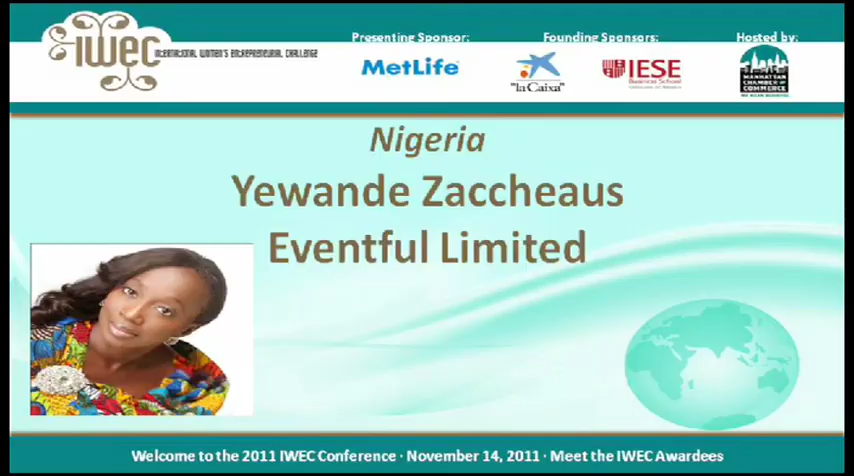 IWEC
INTERNATIONAL WOMEN'S ENTREPRENEURIAL CHALLENGE
Presenting Sponsor:
MetLife
Founding Sponsors:
"la Caixa"
IESE
Business School
Hosted by:
MANHATTAN
CHAMBER OF
COMMERCE
Nigeria
Yewande Zaccheaus
Eventful Limited
Welcome to the 2011 IWEC Conference · November 14, 2011 · Meet the IWEC Awardees